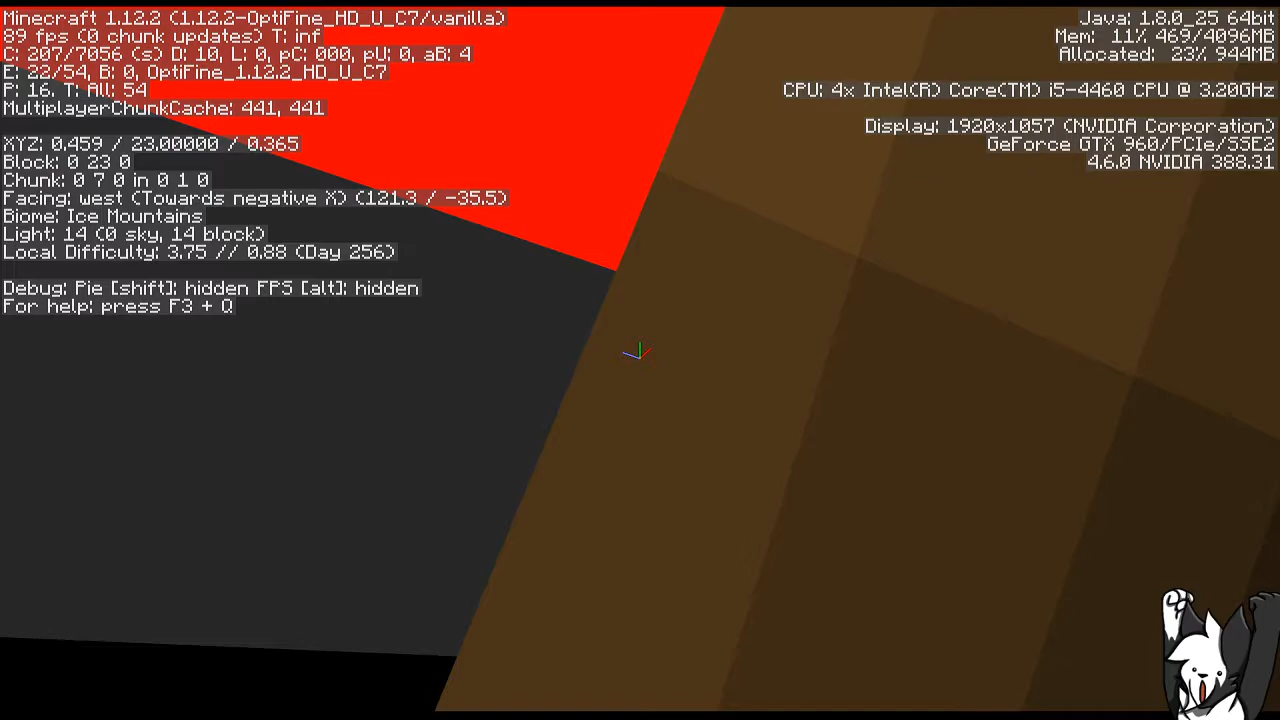 Minecraft 1.12.2 (1.12.2-OptiFine_HD_U_C7/vanilla)
89 fps (0 chunk updates) T: inf
C: 207/7056 (s) D: 10, L: 0, pC: 000, pU: 0, aB: 4
E: 22/54, B: 0, OptiFine_1.12.2_HD_U_C7
P: 16. T: All: 54
MultiplayerChunkCache: 441, 441
XYZ: 0.459 / 23.00000 / 0.365
Block: 0 23 0
Chunk: 0 7 0 in 0 1 0
Facing: west (Towards negative X) (121.3 / -35.5)
Biome: Ice Mountains
Light: 14 (0 sky, 14 block)
Local Difficulty: 3.75 // 0.88 (Day 256)
Debug: Pie [shift]: hidden FPS [alt]: hidden
For help: press F3 + Q
Java: 1.8.0_25 64bit
Mem: 11% 469/4096MB
Allocated: 23% 944MB
CPU: 4x Intel(R) Core(TM) i5-4460 CPU @ 3.20GHz
Display: 1920x1057 (NVIDIA Corporation)
GeForce GTX 960/PCIe/SSE2
4.6.0 NVIDIA 388.31